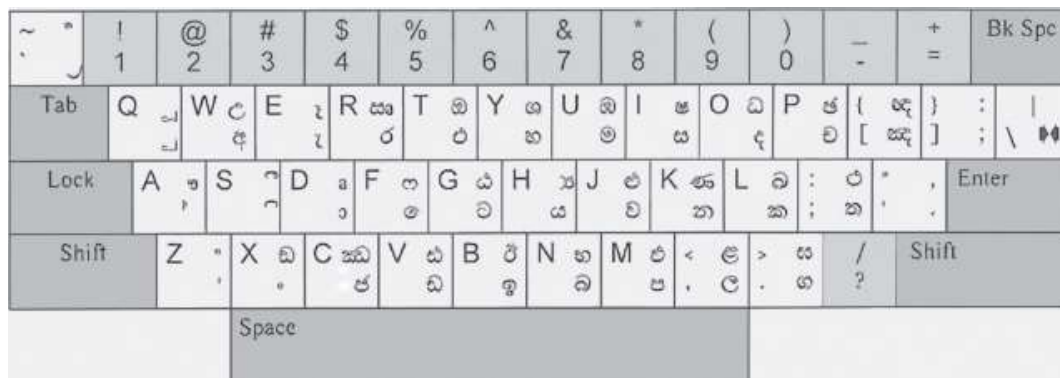 ~ ! @ # $ % ^ & * ( ) _ + Bk Spc
` 1 2 3 4 5 6 7 8 9 0 - =
Tab Q W උ E R ඍ T ඔ Y ශ U ඹ I ෂ O ධ P ඡ { ඥ } : |
අ ර එ හ ම ස ද ච [ ඤ ] ; \
Lock A S D F G ඨ H J K ණ L ඛ : ථ " , Enter
ට ය ව න ක ; ත ' .
Shift Z X ඞ C ඣ V ඪ B ඊ N භ M ඵ < ළ > ඝ / Shift
ජ ඩ ඉ බ ප , ල . ග ?
Space